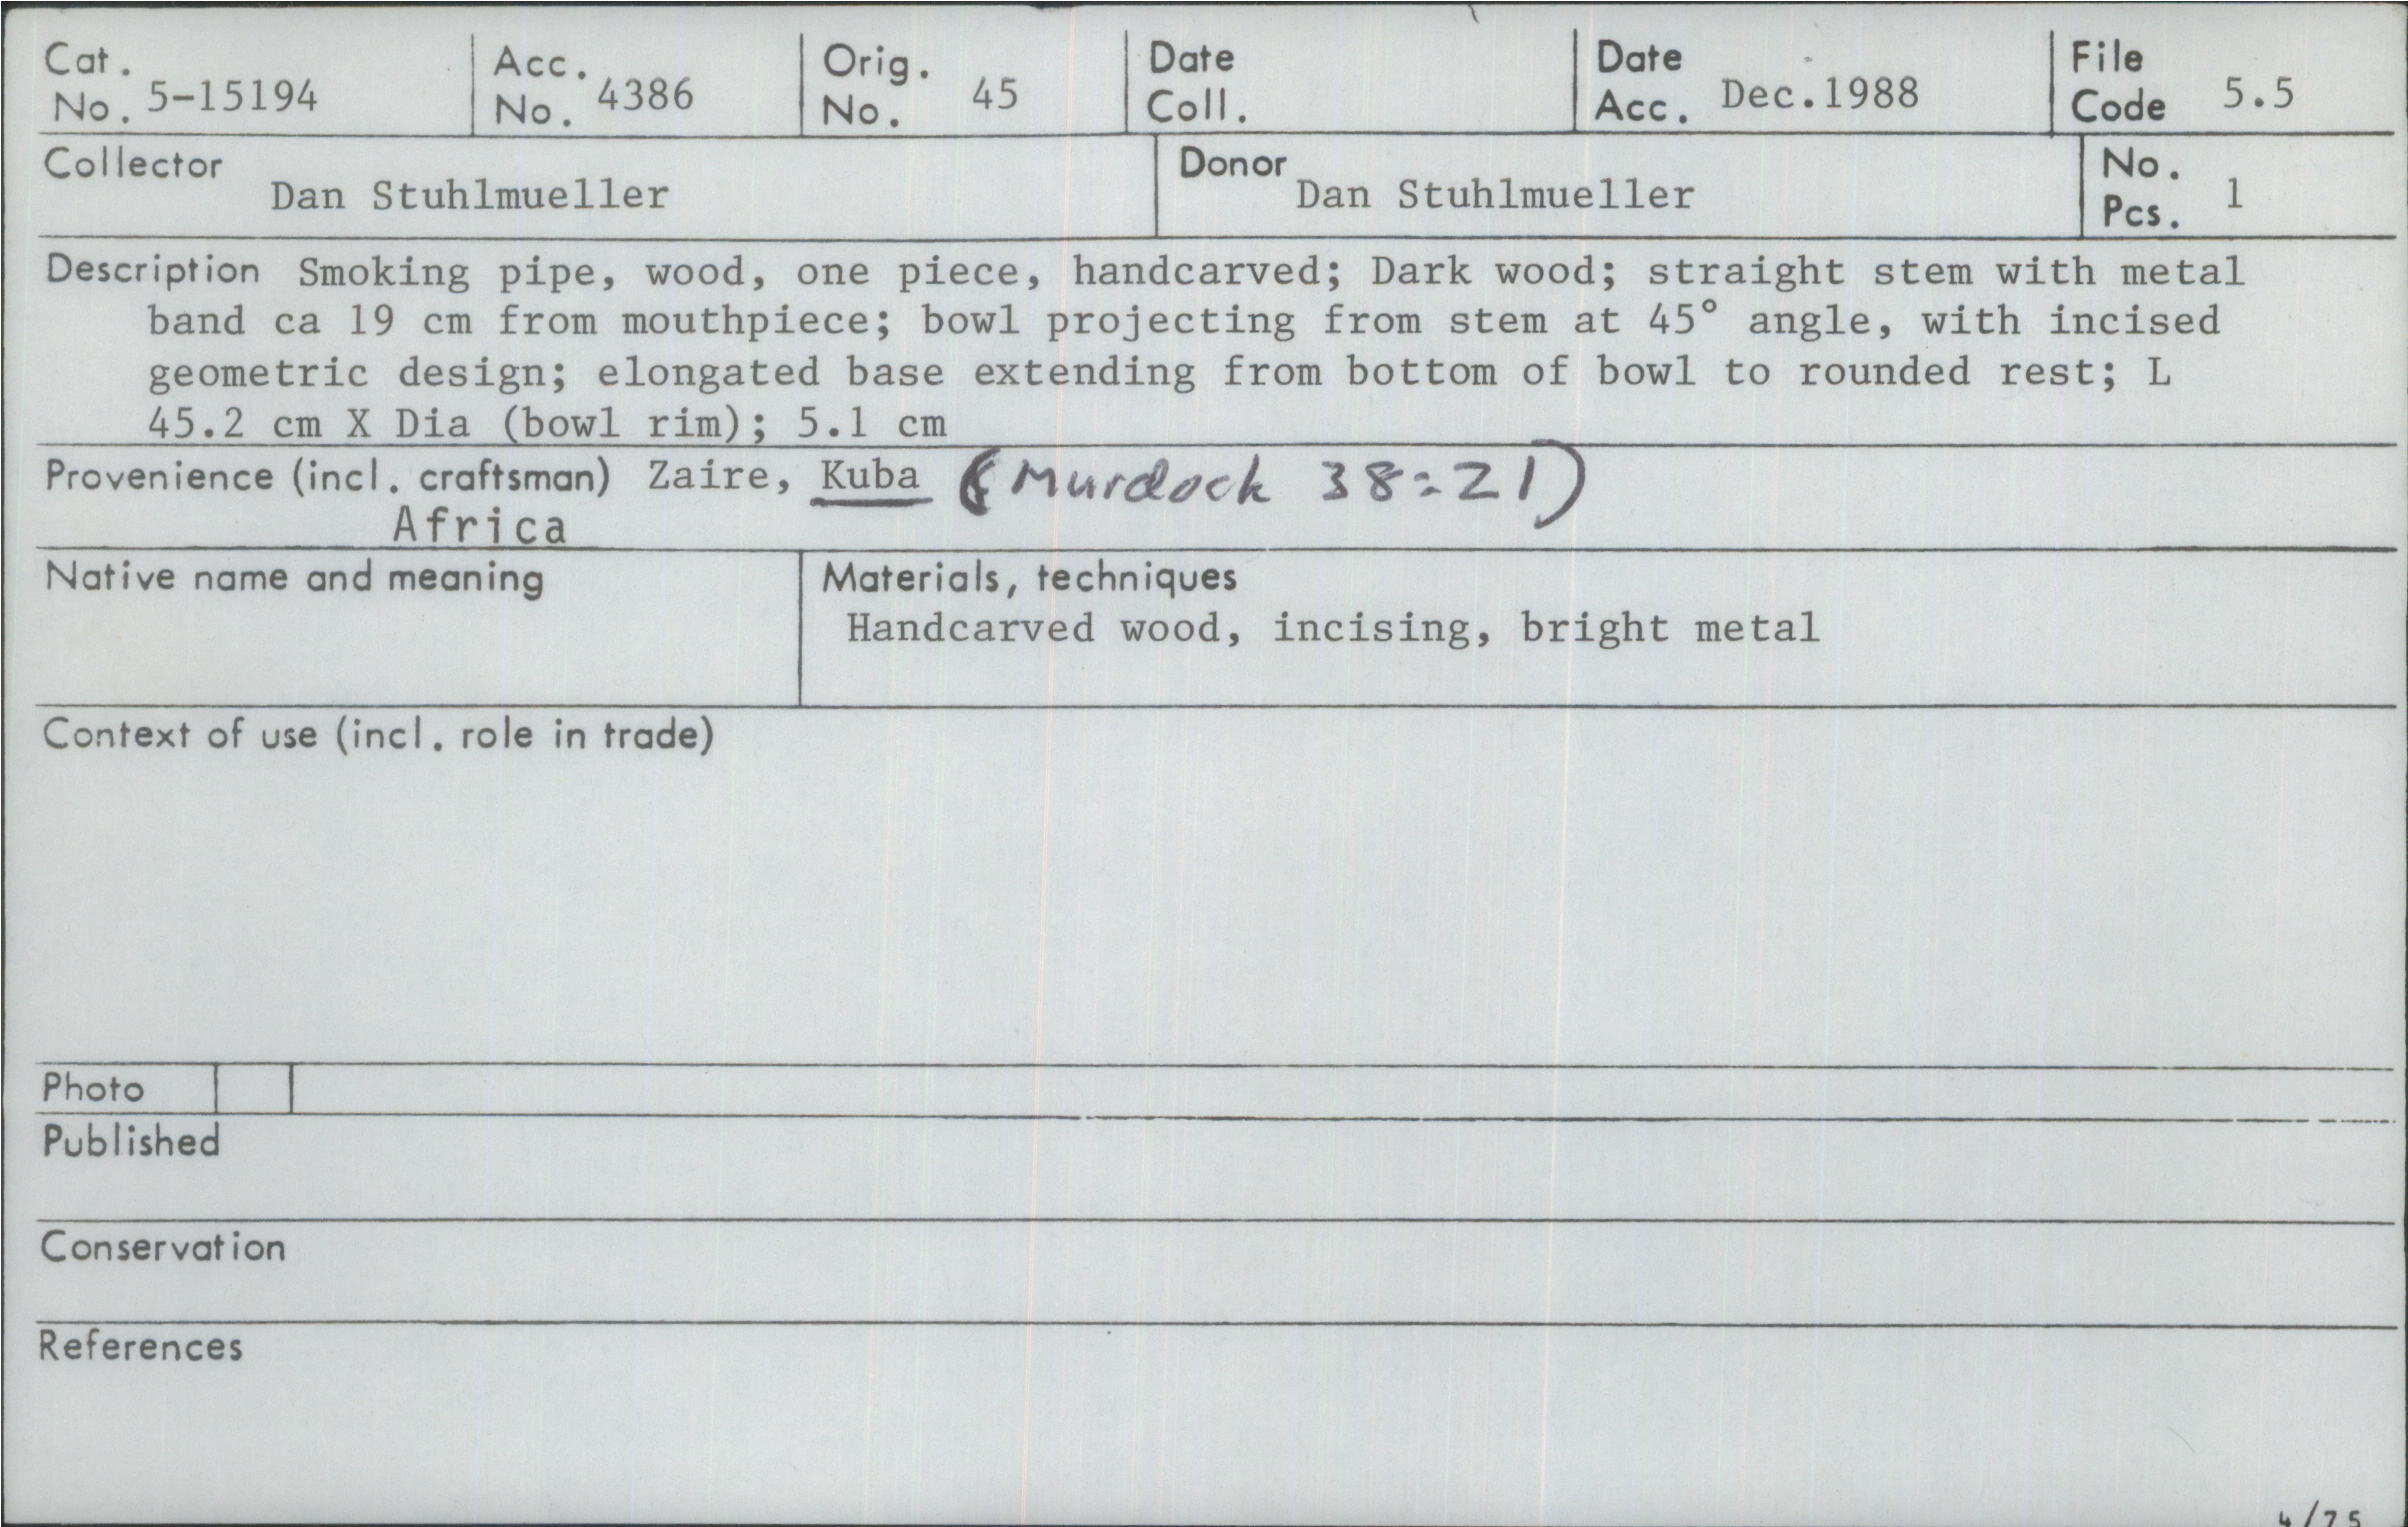 Cat. No. 5-15194 Acc. No. 4386 Orig. No. 45 Date Coll. Date Acc. Dec.1988 File Code 5.5
Collector Dan Stuhlmueller Donor Dan Stuhlmueller No. Pcs. 1
Description Smoking pipe, wood, one piece, handcarved; Dark wood; straight stem with metal
band ca 19 cm from mouthpiece; bowl projecting from stem at 45° angle, with incised
geometric design; elongated base extending from bottom of bowl to rounded rest; L
45.2 cm X Dia (bowl rim); 5.1 cm
Provenience (incl. craftsman) Zaire, Kuba (Murdock 38:21)
Africa
Native name and meaning
Materials, techniques
Handcarved wood, incising, bright metal
Context of use (incl. role in trade)
Photo
Published
Conservation
References
4/75